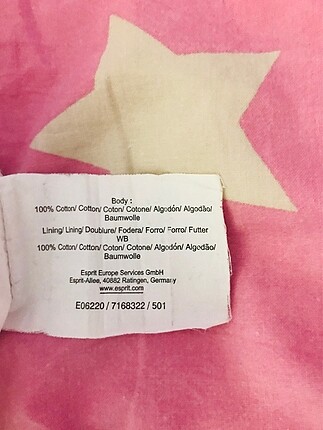 Body :
100% Cotton/ Cotton/ Coton/ Cotone/ Algodón/ Algodão/
Baumwolle
Lining/ Lining/ Doublure/ Fodera/ Forro/ Forro/ Futter
WB
100% Cotton/ Cotton/ Coton/ Cotone/ Algodón/ Algodão/
Baumwolle
Esprit Europe Services GmbH
Esprit-Allee, 40882 Ratingen, Germany
www.esprit.com
E06220 / 7168322 / 501